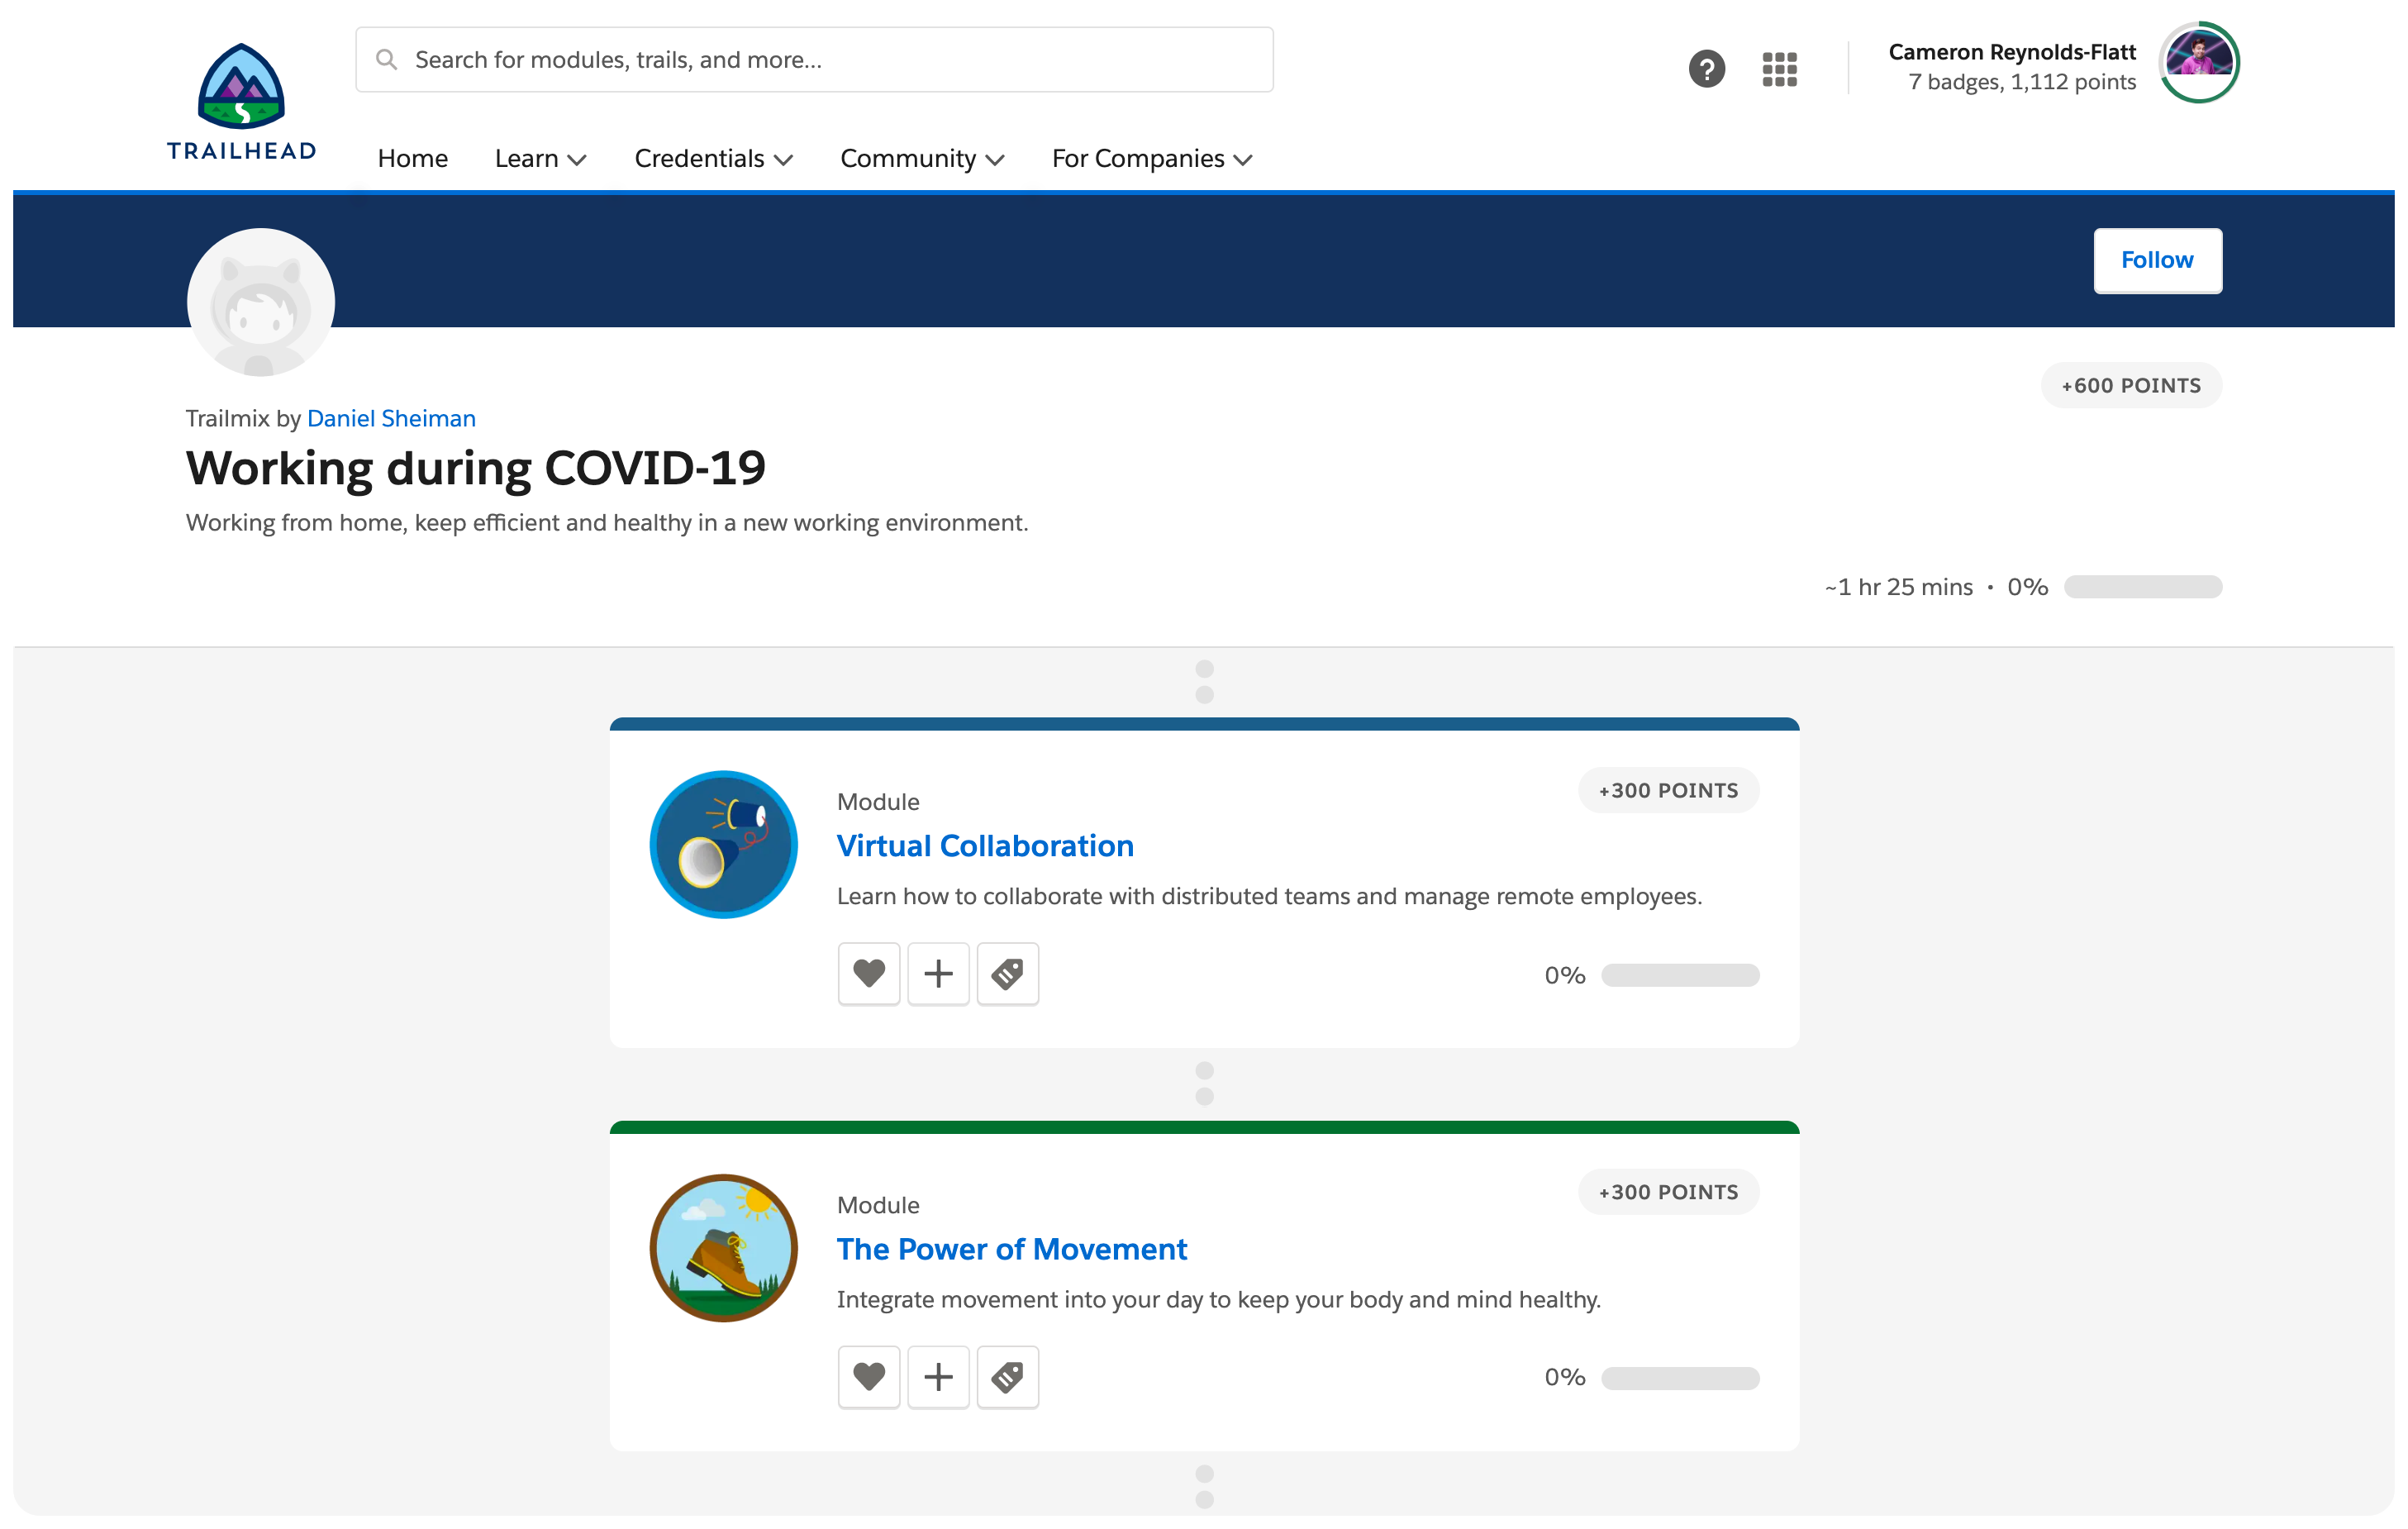 Search for modules, trails, and more...
?
Cameron Reynolds-Flatt
7 badges, 1,112 points
TRAILHEAD
Home Learn Credentials Community For Companies
Follow
+600 POINTS
Trailmix by Daniel Sheiman
Working during COVID-19
Working from home, keep efficient and healthy in a new working environment.
~1 hr 25 mins • 0%
+300 POINTS
Module
Virtual Collaboration
Learn how to collaborate with distributed teams and manage remote employees.
0%
+300 POINTS
Module
The Power of Movement
Integrate movement into your day to keep your body and mind healthy.
0%